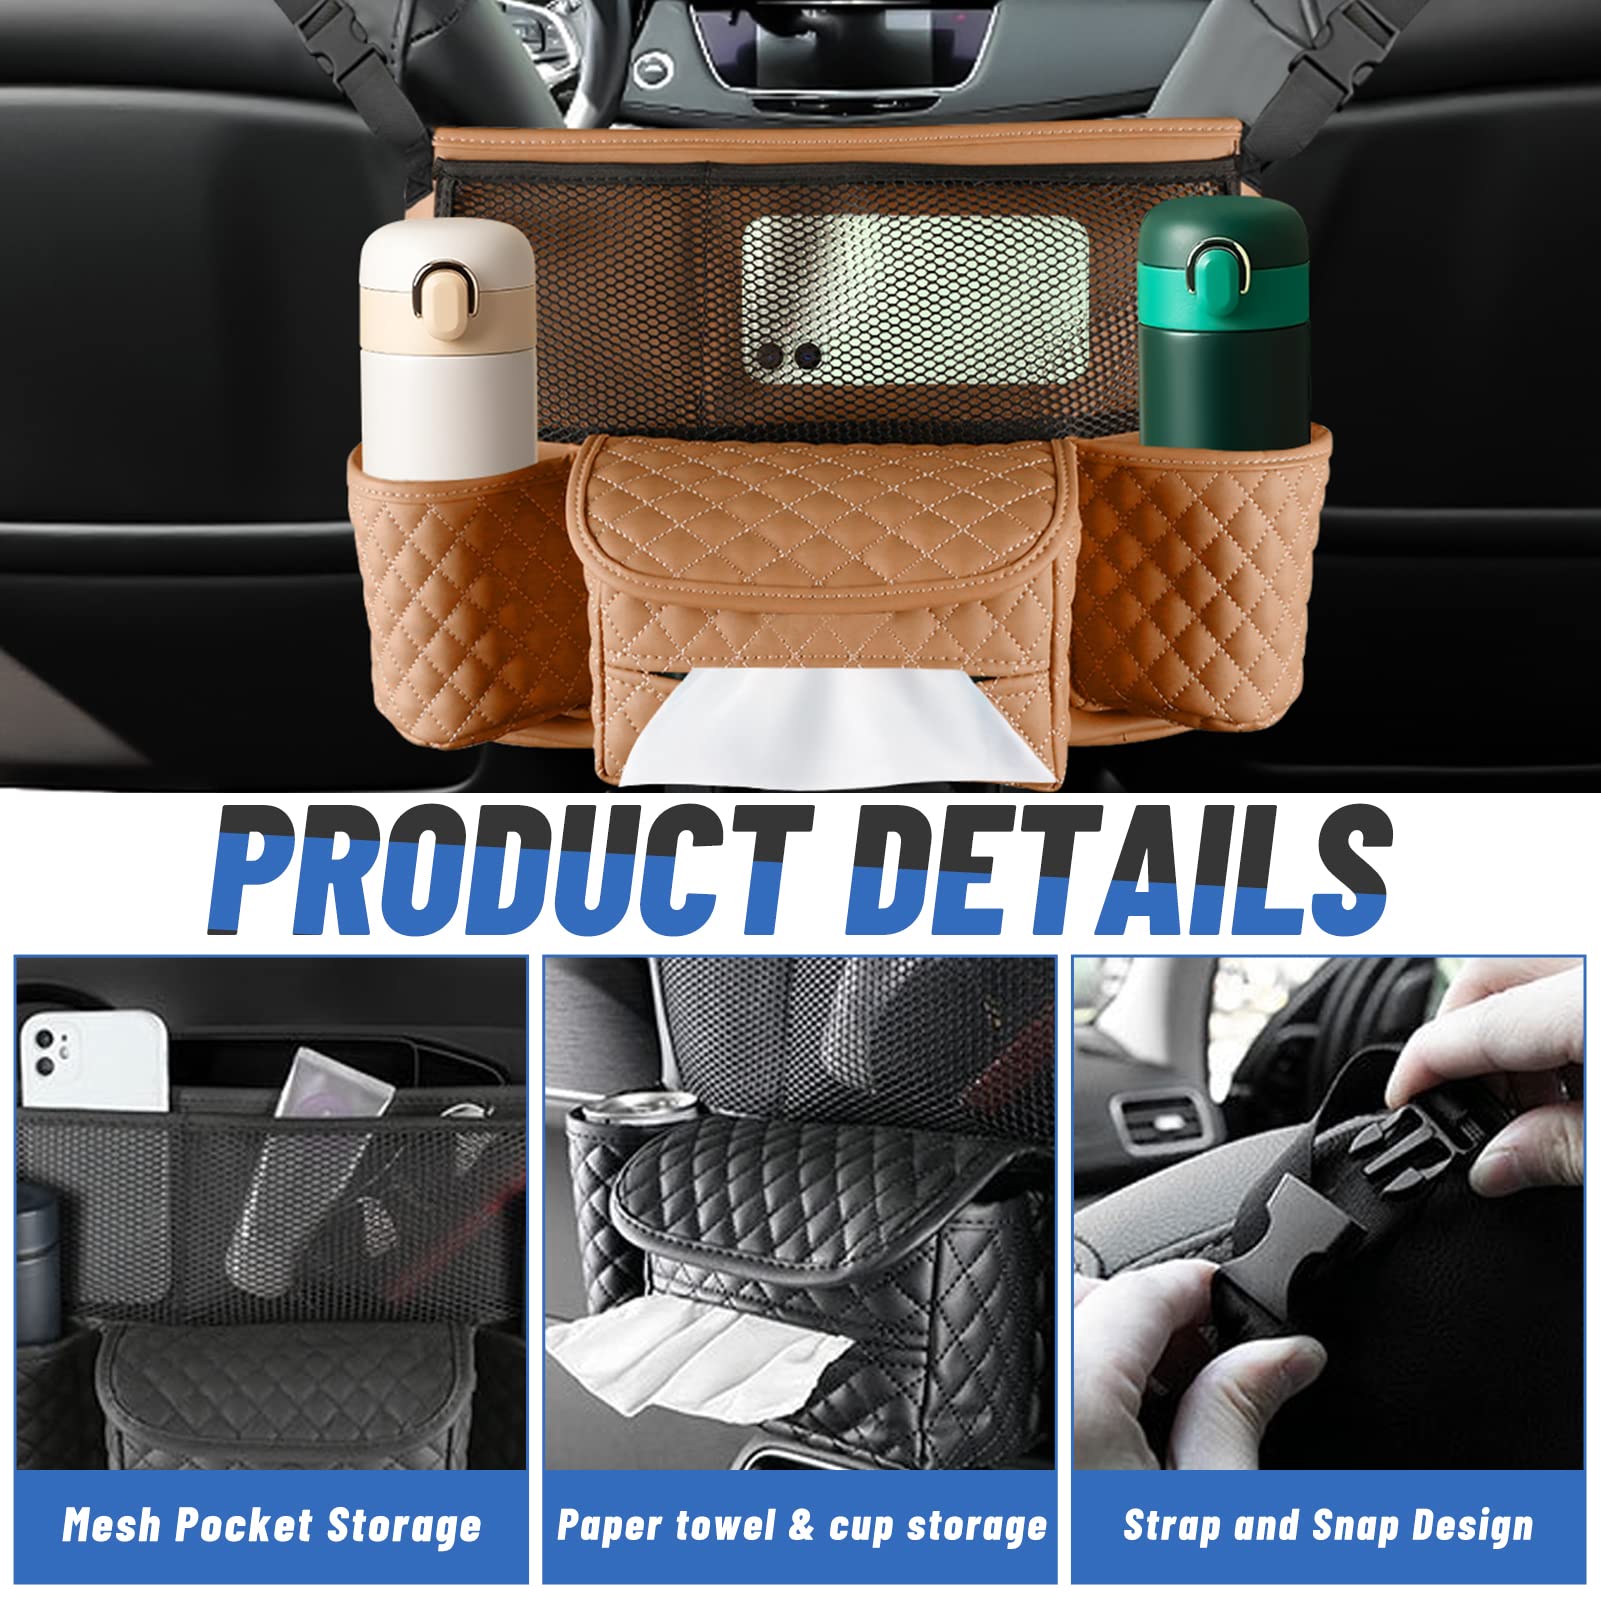 PRODUCT DETAILS
Mesh Pocket Storage
Paper towel & cup storage
Strap and Snap Design